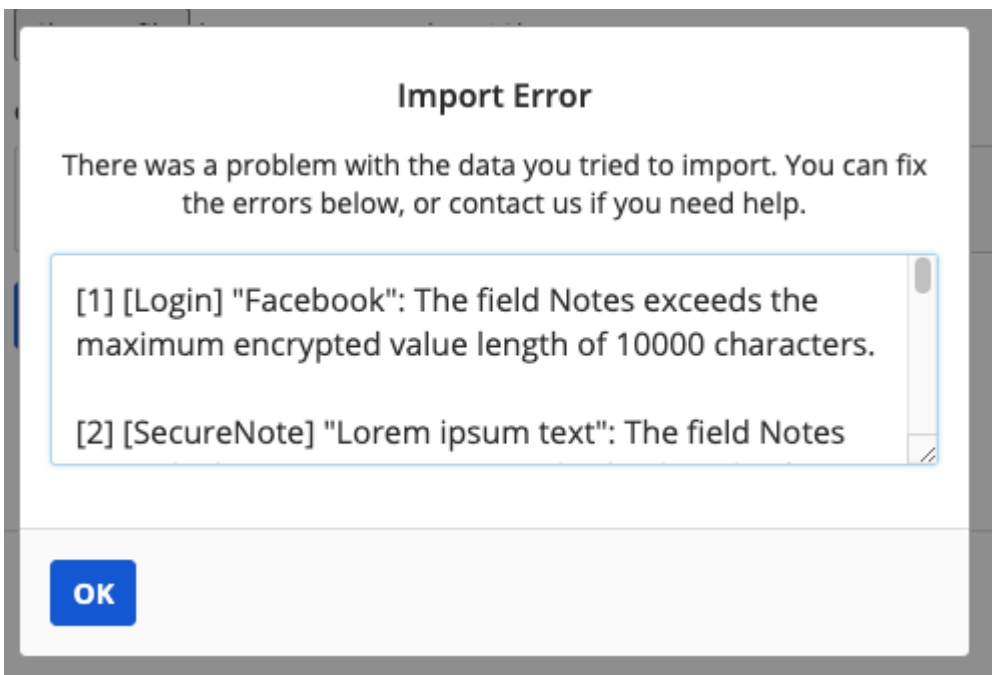 Import Error
There was a problem with the data you tried to import. You can fix
the errors below, or contact us if you need help.
[1] [Login] "Facebook": The field Notes exceeds the
maximum encrypted value length of 10000 characters.
[2] [SecureNote] "Lorem ipsum text": The field Notes
OK